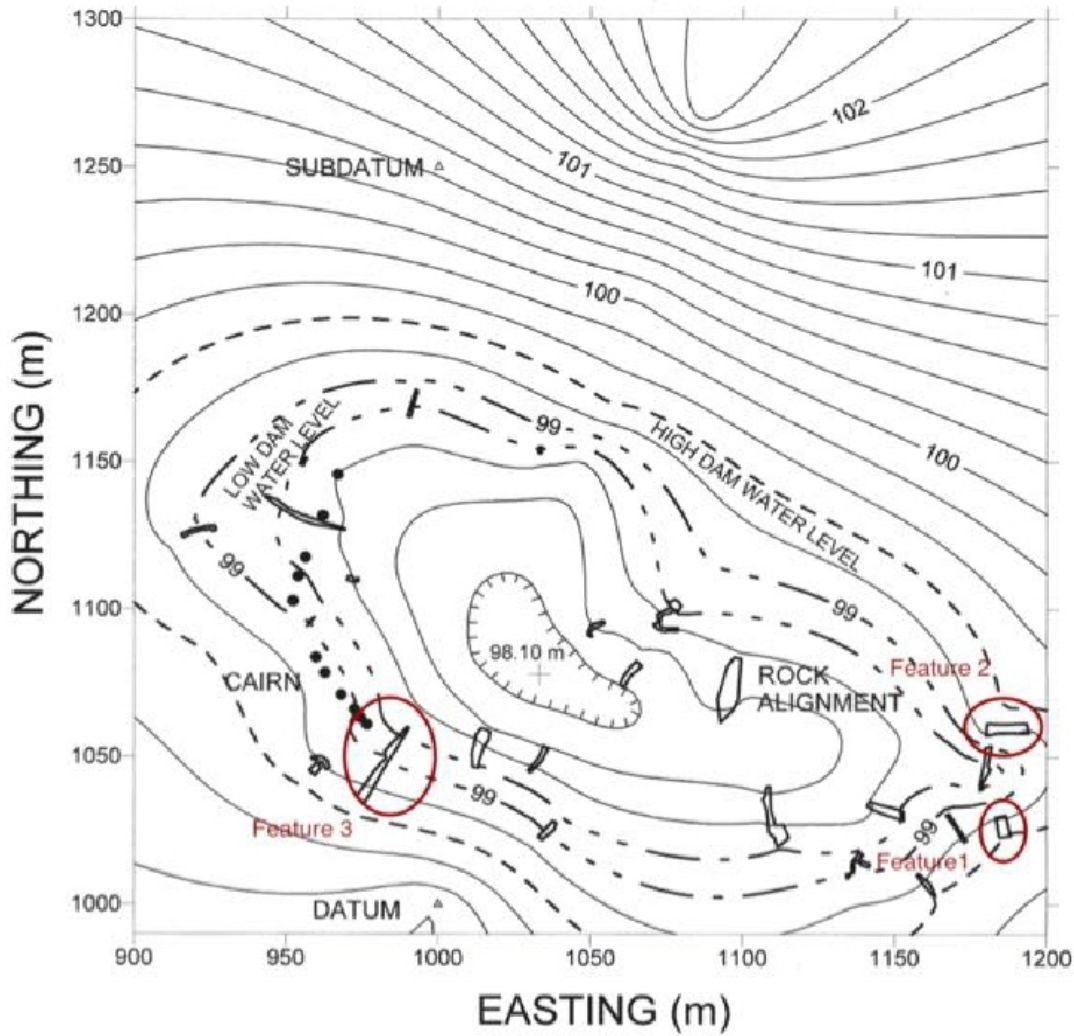 1300
102
SUBDATUM
101
1250
101
100
1200
NORTHING (m)
LOW DAM
WATER LEVEL
99
HIGH DAM WATER LEVEL
100
1150
99
99
1100
98.10 m
CAIRN
ROCK
ALIGNMENT
Feature 2
1050
99
99
Feature 3
Feature1
DATUM
1000
900
950
1000
1050
1100
1150
1200
EASTING (m)